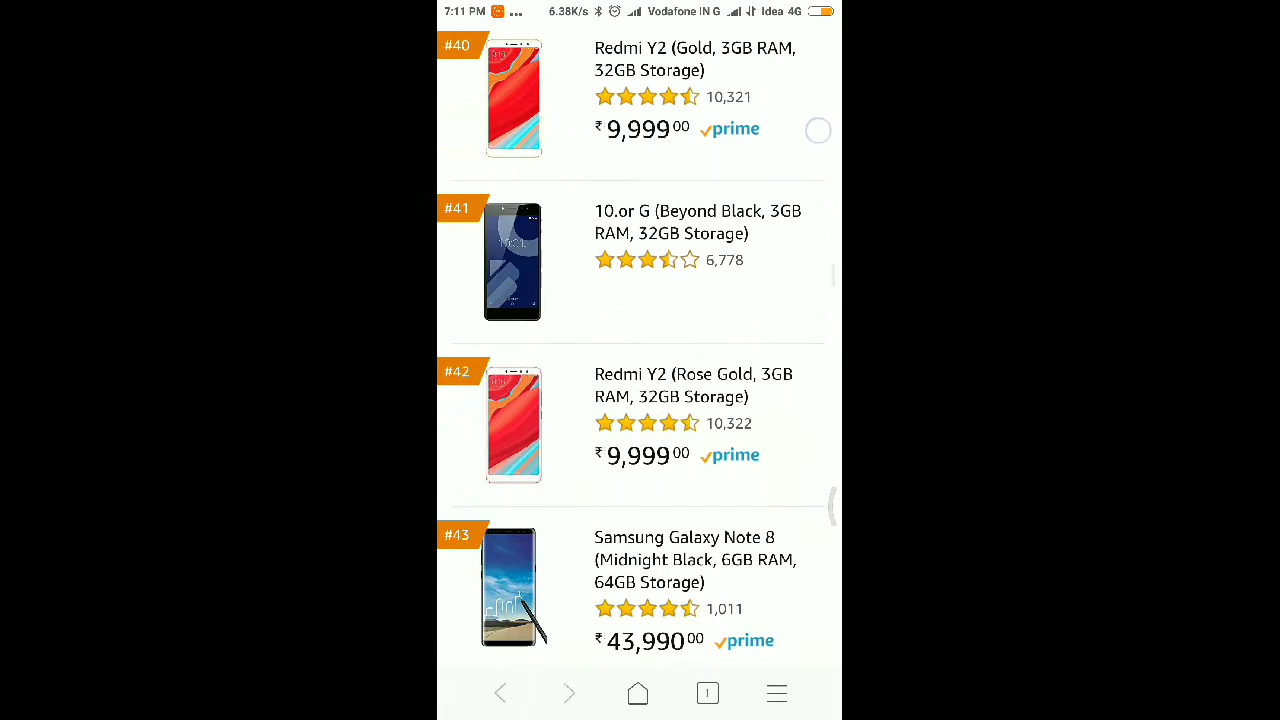 7:11 PM ... 6.38K/s Vodafone IN G Idea 4G
#40
Redmi Y2 (Gold, 3GB RAM,
32GB Storage)
10,321
₹9,999 00 prime
#41
10.or G (Beyond Black, 3GB
RAM, 32GB Storage)
6,778
#42
Redmi Y2 (Rose Gold, 3GB
RAM, 32GB Storage)
10,322
₹9,999 00 prime
#43
Samsung Galaxy Note 8
(Midnight Black, 6GB RAM,
64GB Storage)
1,011
₹43,990 00 prime
1